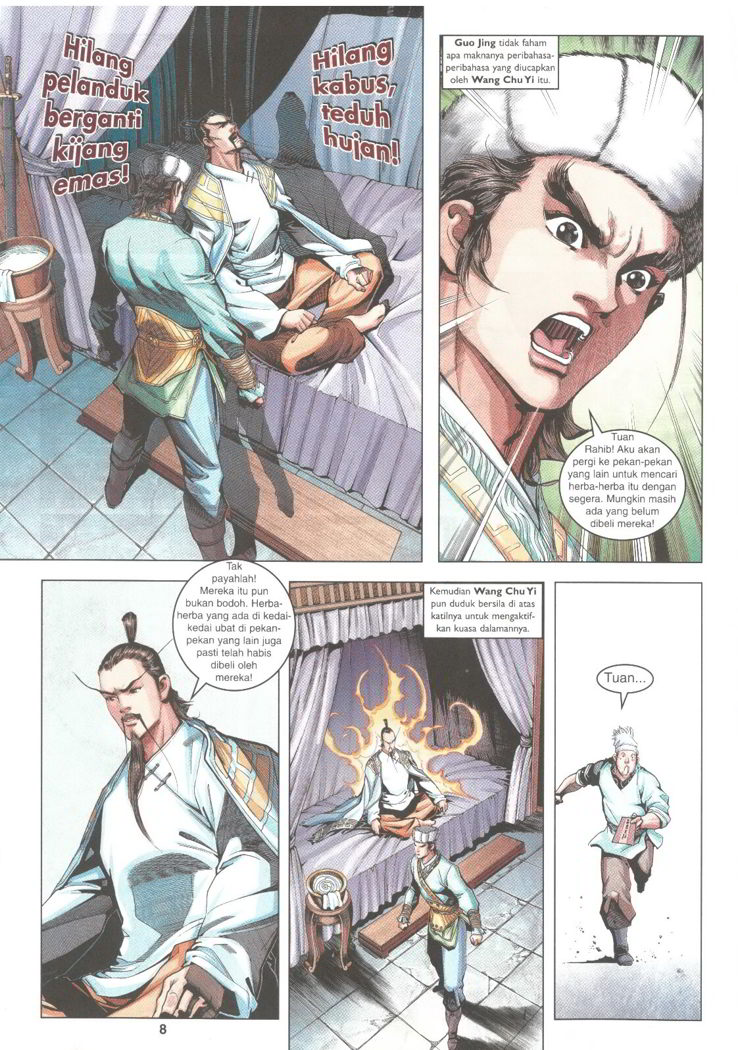 Hilang
kabus,
teduh
hujan!
Hilang
pelanduk
berganti
kijang
emas!
Guo Jing tidak faham
apa maknanya peribahasa-
peribahasa yang diucapkan
oleh Wang Chu Yi itu.
Tuan
Rahib! Aku akan
pergi ke pekan-pekan
yang lain untuk mencari
herba-herba itu dengan
segera. Mungkin masih
ada yang belum
dibeli mereka!
Tak
payahlah!
Mereka itu pun
bukan bodoh. Herba-
herba yang ada di kedai-
kedai ubat di pekan-
pekan yang lain juga
pasti telah habis
dibeli oleh
mereka!
Kemudian Wang Chu Yi
pun duduk bersila di atas
katilnya untuk mengaktif-
kan kuasa dalamannya.
Tuan...
8